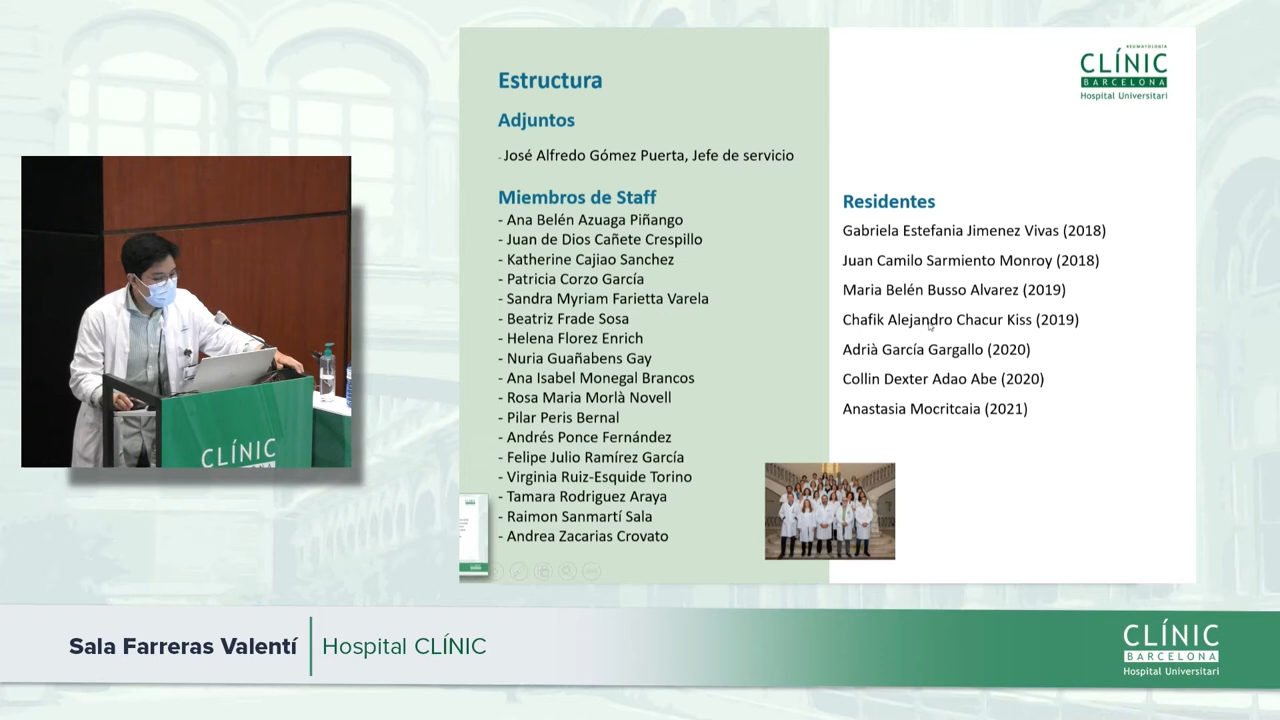 Estructura
Adjuntos
- José Alfredo Gómez Puerta, Jefe de servicio
Miembros de Staff
- Ana Belén Azuaga Piñango
- Juan de Dios Cañete Crespillo
- Katherine Cajiao Sanchez
- Patricia Corzo García
- Sandra Myriam Farietta Varela
- Beatriz Frade Sosa
- Helena Florez Enrich
- Nuria Guañabens Gay
- Ana Isabel Monegal Brancos
- Rosa Maria Morlà Novell
- Pilar Peris Bernal
- Andrés Ponce Fernández
- Felipe Julio Ramírez García
- Virginia Ruiz-Esquide Torino
- Tamara Rodriguez Araya
- Raimon Sanmartí Sala
- Andrea Zacarias Crovato
REUMATOLOGÍA
CLÍNIC
BARCELONA
Hospital Universitari
Residentes
Gabriela Estefania Jimenez Vivas (2018)
Juan Camilo Sarmiento Monroy (2018)
Maria Belén Busso Alvarez (2019)
Chafik Alejandro Chacur Kiss (2019)
Adrià García Gargallo (2020)
Collin Dexter Adao Abe (2020)
Anastasia Mocritcaia (2021)
CLÍNIC
Sala Farreras Valentí
Hospital CLÍNIC
CLÍNIC
BARCELONA
Hospital Universitari